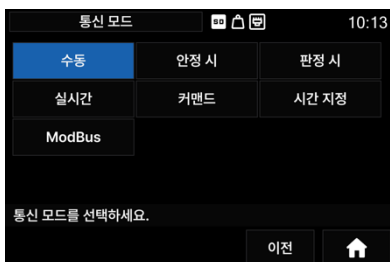 통신 모드 SD 10:13
수동 안정 시 판정 시
실시간 커맨드 시간 지정
ModBus
통신 모드를 선택하세요.
이전